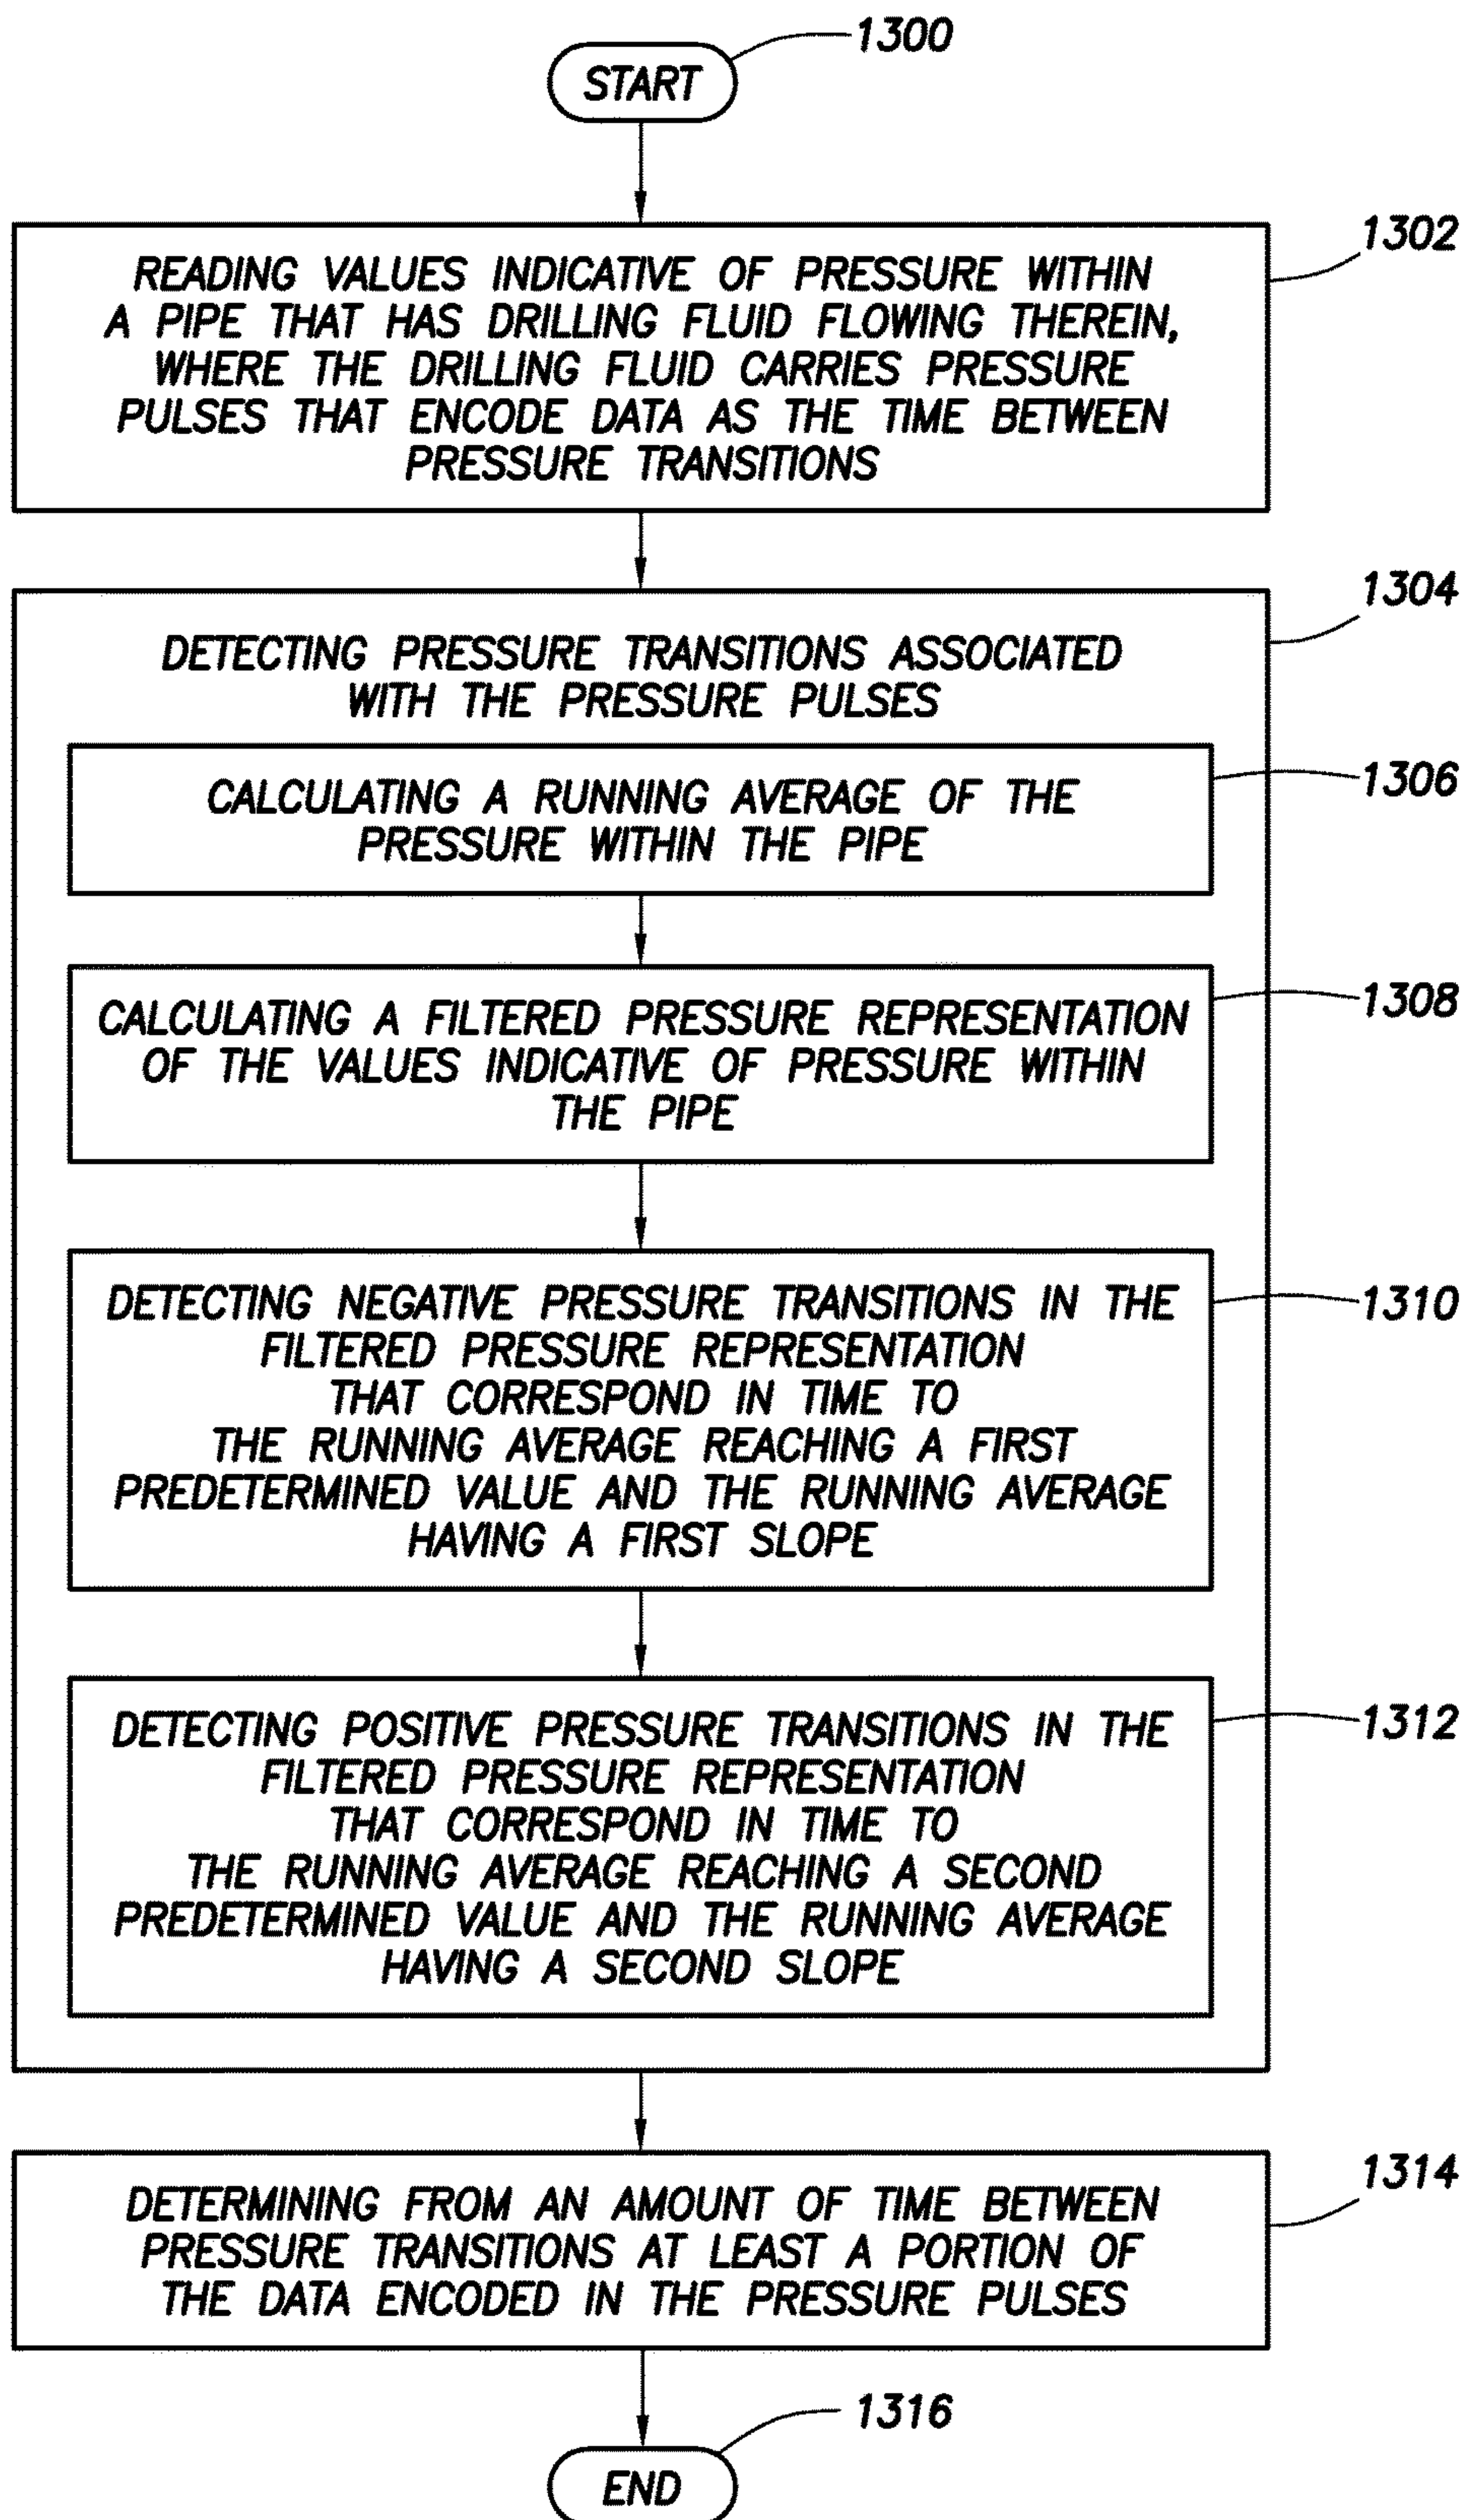 1300
START
1302
READING VALUES INDICATIVE OF PRESSURE WITHIN
A PIPE THAT HAS DRILLING FLUID FLOWING THEREIN,
WHERE THE DRILLING FLUID CARRIES PRESSURE
PULSES THAT ENCODE DATA AS THE TIME BETWEEN
PRESSURE TRANSITIONS
1304
DETECTING PRESSURE TRANSITIONS ASSOCIATED
WITH THE PRESSURE PULSES
1306
CALCULATING A RUNNING AVERAGE OF THE
PRESSURE WITHIN THE PIPE
1308
CALCULATING A FILTERED PRESSURE REPRESENTATION
OF THE VALUES INDICATIVE OF PRESSURE WITHIN
THE PIPE
1310
DETECTING NEGATIVE PRESSURE TRANSITIONS IN THE
FILTERED PRESSURE REPRESENTATION
THAT CORRESPOND IN TIME TO
THE RUNNING AVERAGE REACHING A FIRST
PREDETERMINED VALUE AND THE RUNNING AVERAGE
HAVING A FIRST SLOPE
1312
DETECTING POSITIVE PRESSURE TRANSITIONS IN THE
FILTERED PRESSURE REPRESENTATION
THAT CORRESPOND IN TIME TO
THE RUNNING AVERAGE REACHING A SECOND
PREDETERMINED VALUE AND THE RUNNING AVERAGE
HAVING A SECOND SLOPE
1314
DETERMINING FROM AN AMOUNT OF TIME BETWEEN
PRESSURE TRANSITIONS AT LEAST A PORTION OF
THE DATA ENCODED IN THE PRESSURE PULSES
1316
END